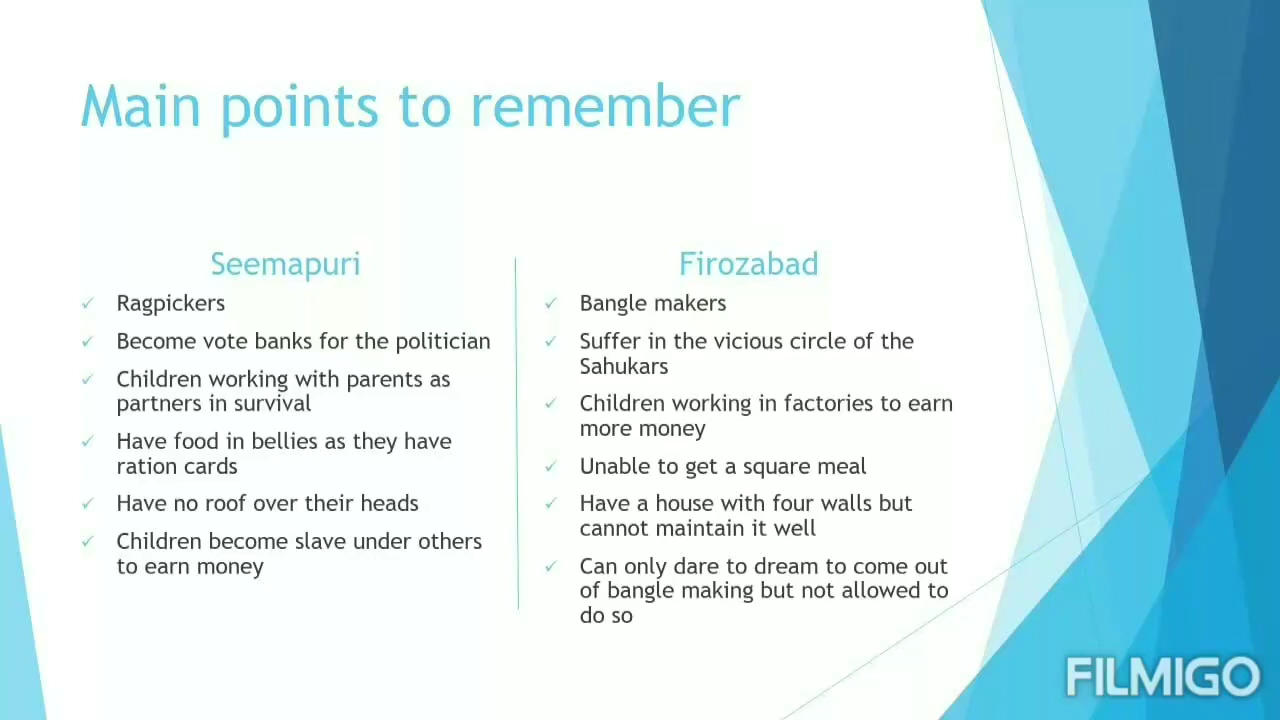 Main points to remember
Seemapuri
Ragpickers
Become vote banks for the politician
Children working with parents as
partners in survival
Have food in bellies as they have
ration cards
Have no roof over their heads
Children become slave under others
to earn money
Firozabad
Bangle makers
Suffer in the vicious circle of the
Sahukars
Children working in factories to earn
more money
Unable to get a square meal
Have a house with four walls but
cannot maintain it well
Can only dare to dream to come out
of bangle making but not allowed to
do so
FILMIGO